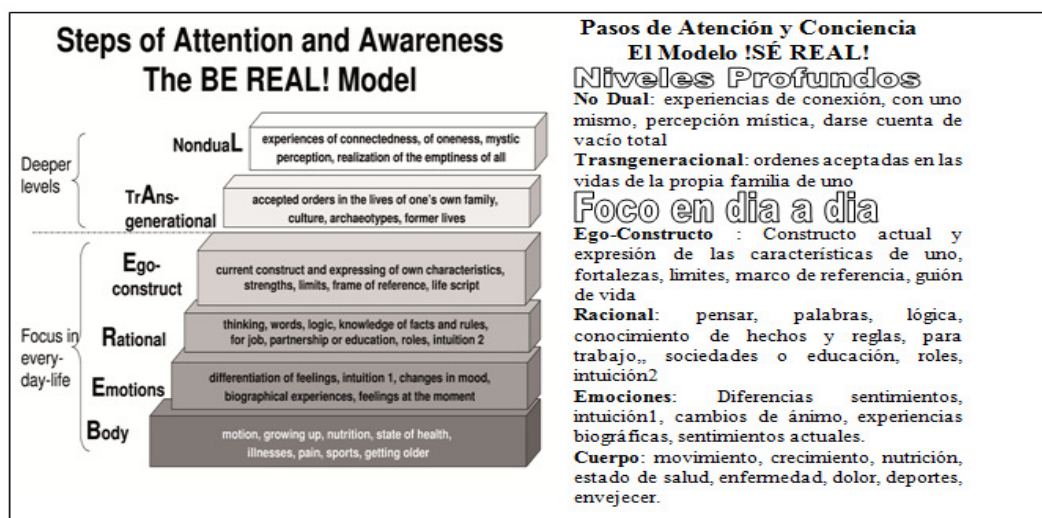 Steps of Attention and Awareness
The BE REAL! Model
Deeper
levels
NonduaL
experiences of connectedness, of oneness, mystic
perception, realization of the emptiness of all
TrAns-
generational
accepted orders in the lives of one's own family,
culture, archaeotypes, former lives
Focus in
every-
day-life
Ego-
construct
current construct and expressing of own characteristics,
strengths, limits, frame of reference, life script
Rational
thinking, words, logic, knowledge of facts and rules,
for job, partnership or education, roles, intuition 2
Emotions
differentiation of feelings, intuition 1, changes in mood,
biographical experiences, feelings at the moment
Body
motion, growing up, nutrition, state of health,
illnesses, pain, sports, getting older
Pasos de Atención y Conciencia
El Modelo !SÉ REAL!
Niveles Profundos
No Dual: experiencias de conexión, con uno
mismo, percepción mística, darse cuenta de
vacío total
Trasngeneracional: ordenes aceptadas en las
vidas de la propia familia de uno
Foco en dia a dia
Ego-Constructo : Constructo actual y
expresión de las características de uno,
fortalezas, limites, marco de referencia, guión
de vida
Racional: pensar, palabras, lógica,
conocimiento de hechos y reglas, para
trabajo,, sociedades o educación, roles,
intuición2
Emociones: Diferencias sentimientos,
intuición1, cambios de ánimo, experiencias
biográficas, sentimientos actuales.
Cuerpo: movimiento, crecimiento, nutrición,
estado de salud, enfermedad, dolor, deportes,
envejecer.